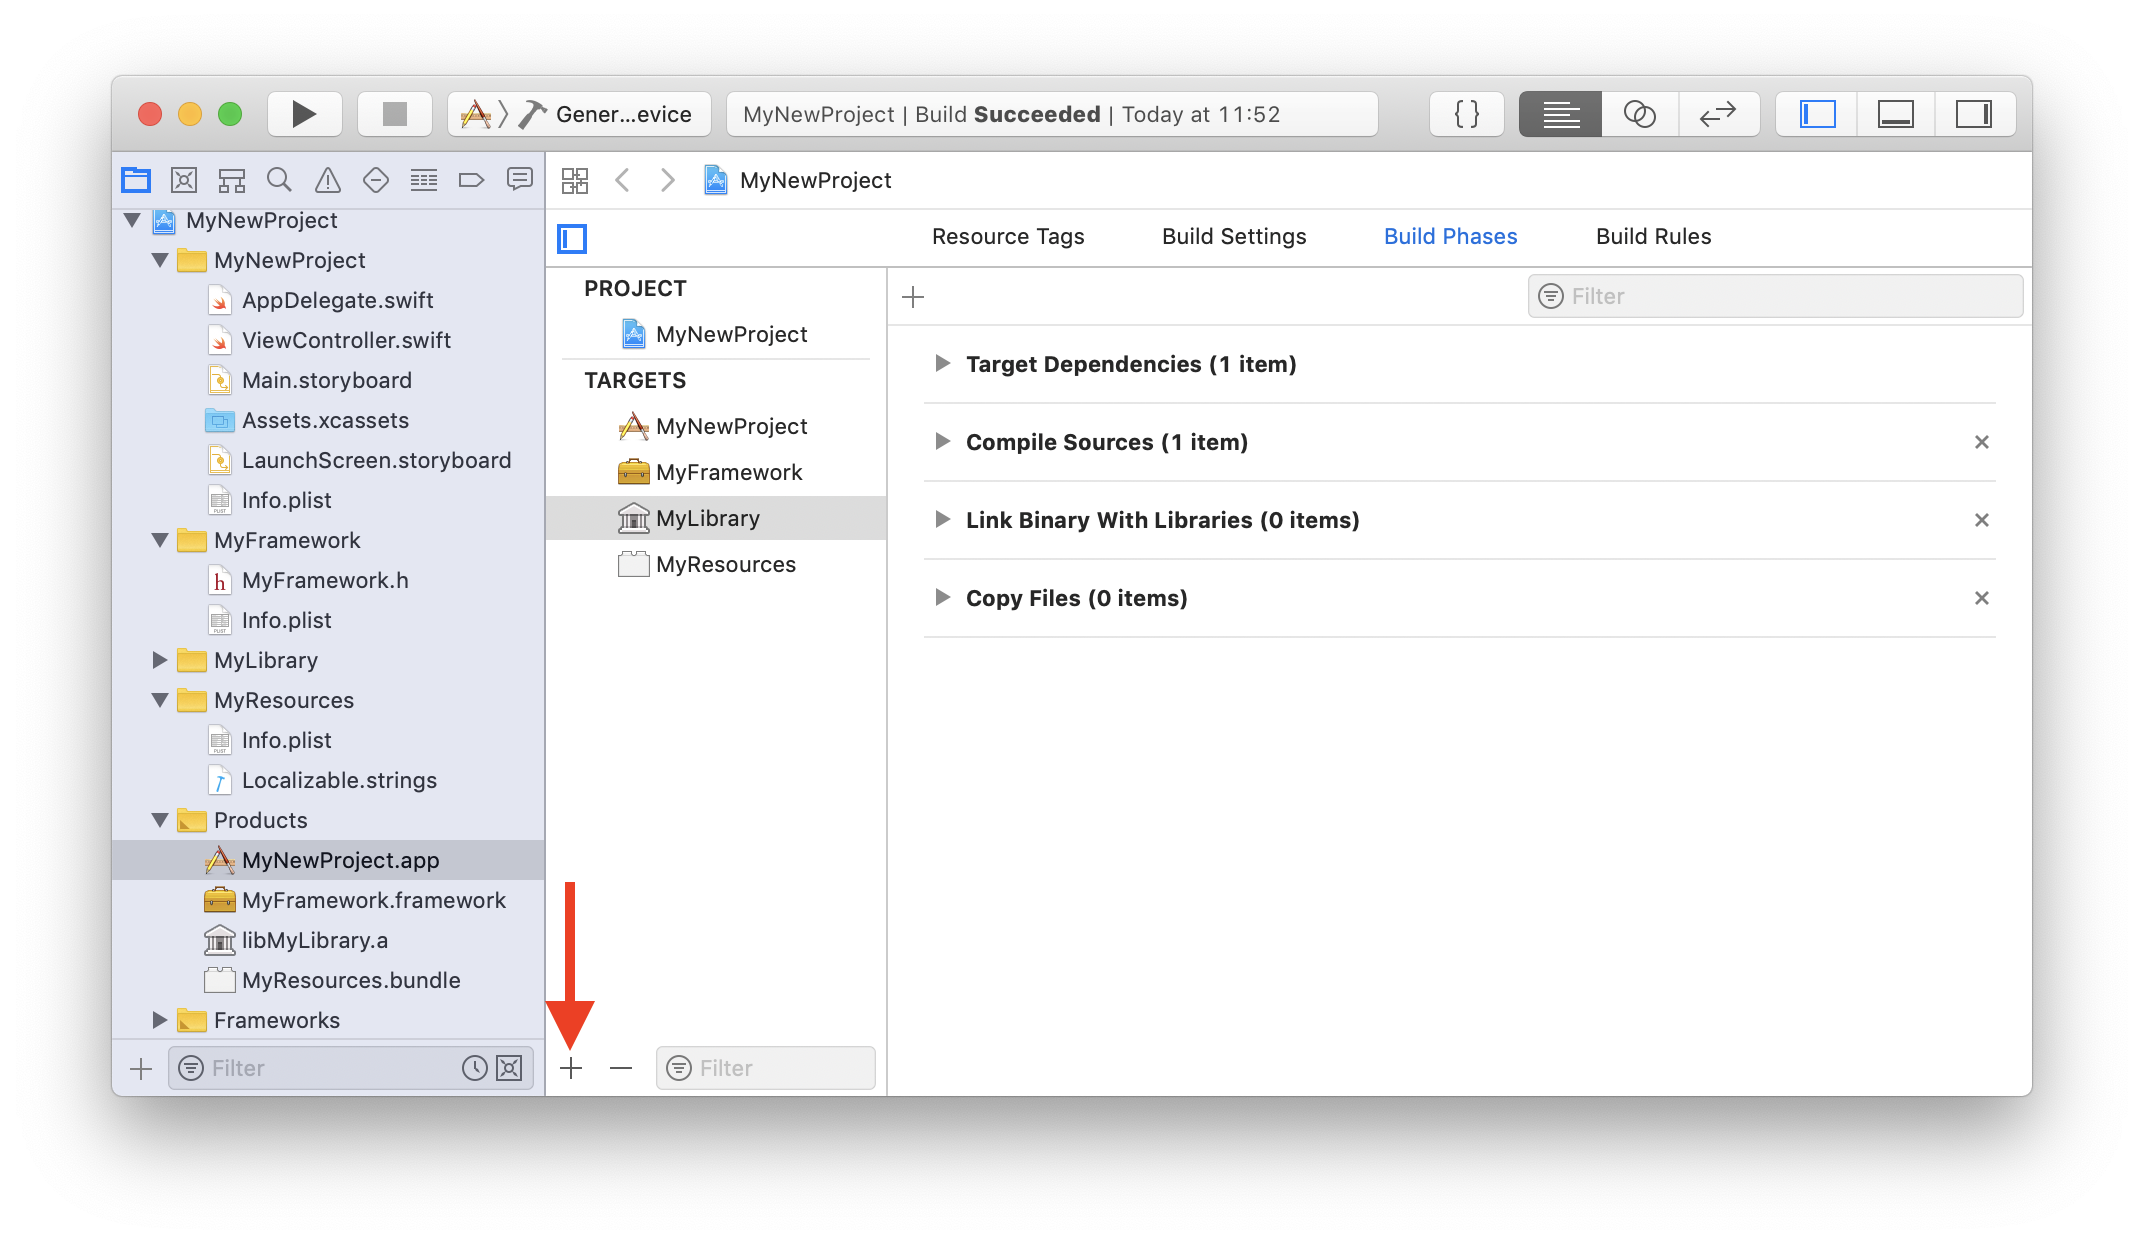 Gener...evice
MyNewProject | Build Succeeded | Today at 11:52
{ }
MyNewProject
MyNewProject
AppDelegate.swift
ViewController.swift
Main.storyboard
Assets.xcassets
LaunchScreen.storyboard
Info.plist
MyFramework
MyFramework.h
Info.plist
MyLibrary
MyResources
Info.plist
Localizable.strings
Products
MyNewProject.app
MyFramework.framework
libMyLibrary.a
MyResources.bundle
Frameworks
Filter
MyNewProject
Resource Tags
Build Settings
Build Phases
Build Rules
PROJECT
MyNewProject
TARGETS
MyNewProject
MyFramework
MyLibrary
MyResources
Filter
Filter
Target Dependencies (1 item)
Compile Sources (1 item)
Link Binary With Libraries (0 items)
Copy Files (0 items)